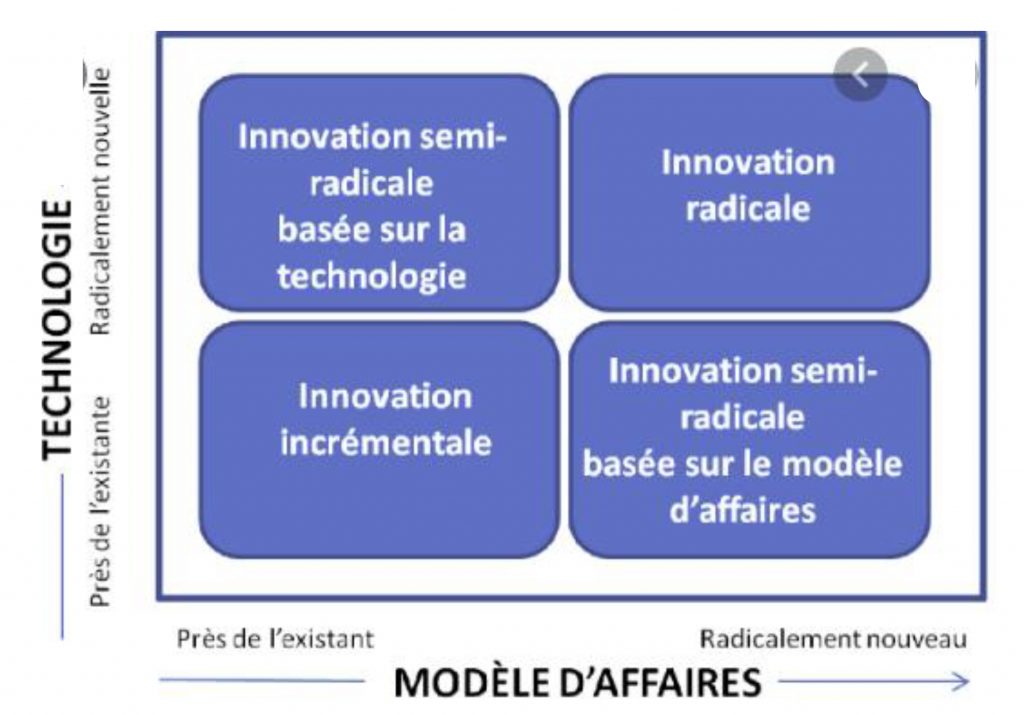 TECHNOLOGIE
Radicalement nouvelle
Près de l'existante
Innovation semi-
radicale
basée sur la
technologie
Innovation
radicale
Innovation
incrémentale
Innovation semi-
radicale
basée sur le modèle
d'affaires
Près de l'existant
Radicalement nouveau
MODÈLE D'AFFAIRES